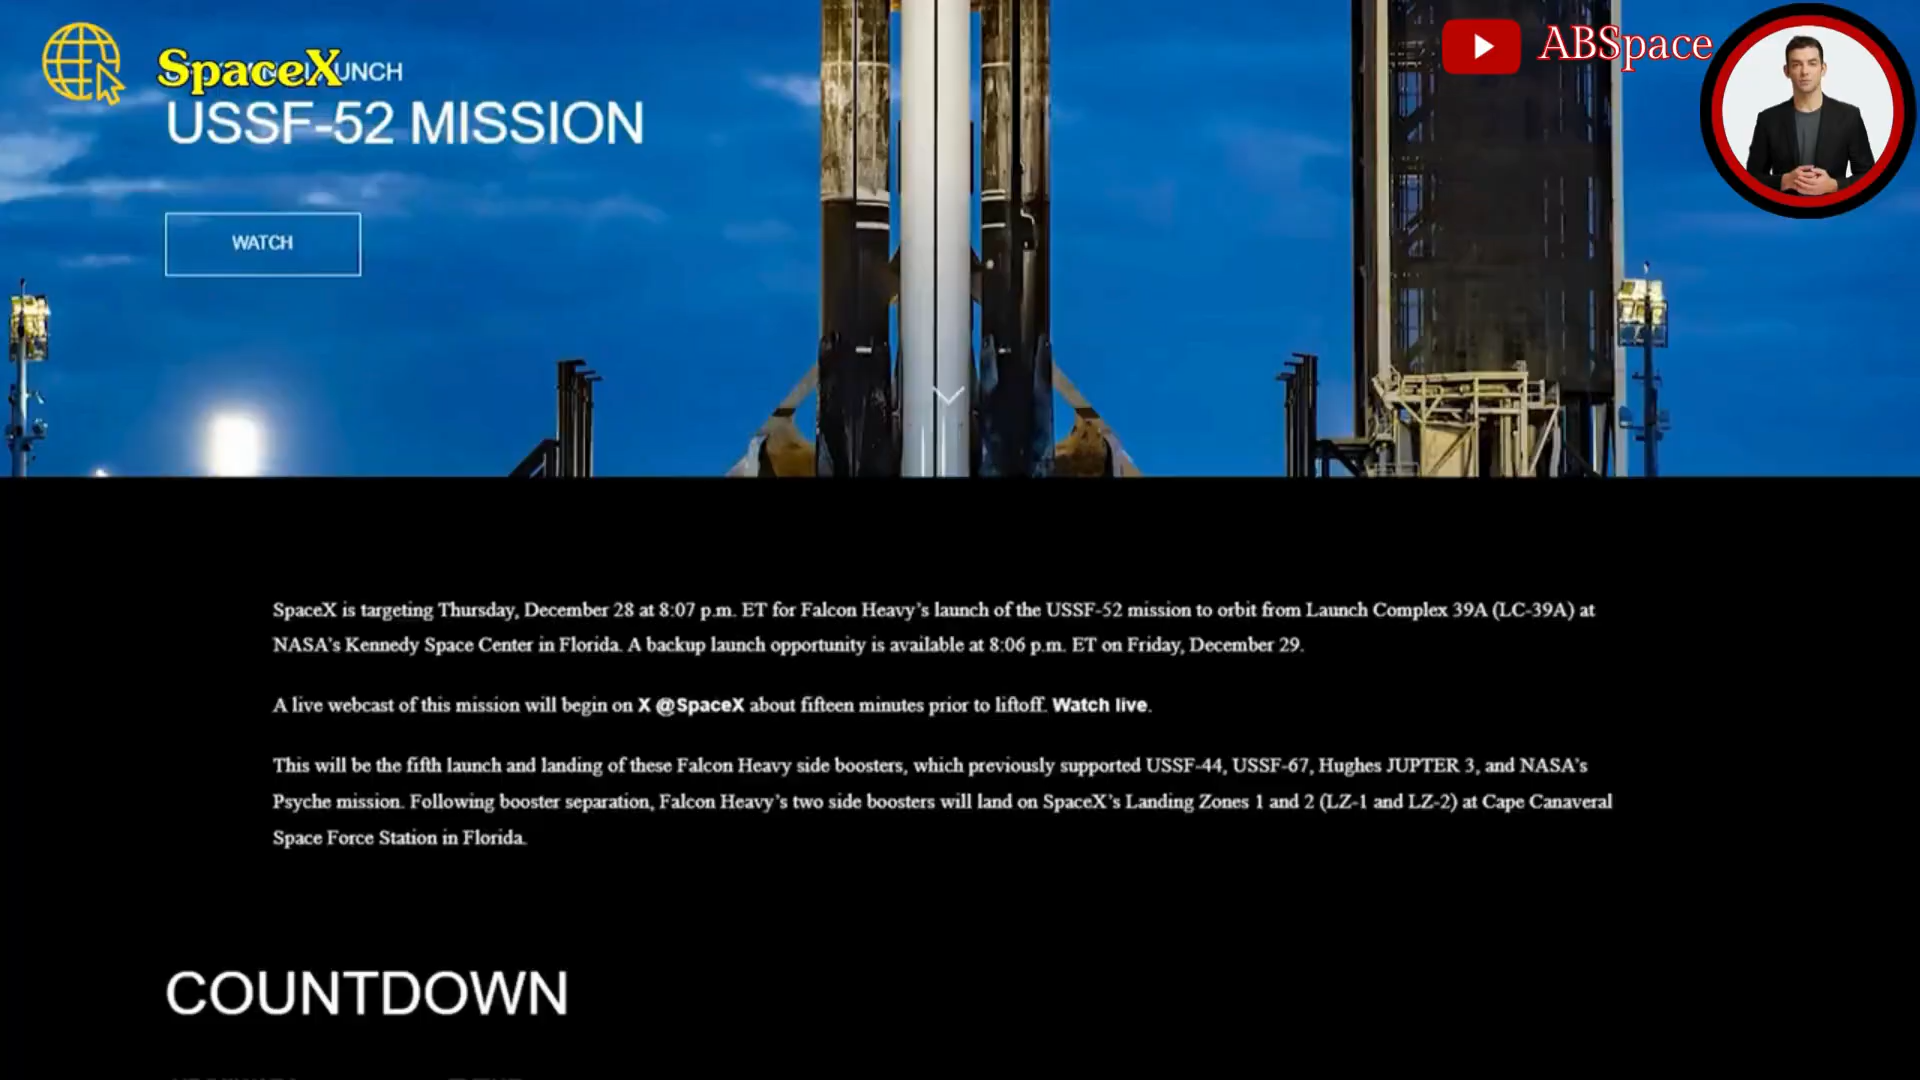 SpaceX
UNCH
USSF-52 MISSION
WATCH
ABSpace
SpaceX is targeting Thursday, December 28 at 8:07 p.m. ET for Falcon Heavy's launch of the USSF-52 mission to orbit from Launch Complex 39A (LC-39A) at
NASA's Kennedy Space Center in Florida. A backup launch opportunity is available at 8:06 p.m. ET on Friday, December 29.
A live webcast of this mission will begin on X @SpaceX about fifteen minutes prior to liftoff. Watch live.
This will be the fifth launch and landing of these Falcon Heavy side boosters, which previously supported USSF-44, USSF-67, Hughes JUPTER 3, and NASA's
Psyche mission. Following booster separation, Falcon Heavy's two side boosters will land on SpaceX's Landing Zones 1 and 2 (LZ-1 and LZ-2) at Cape Canaveral
Space Force Station in Florida.
COUNTDOWN